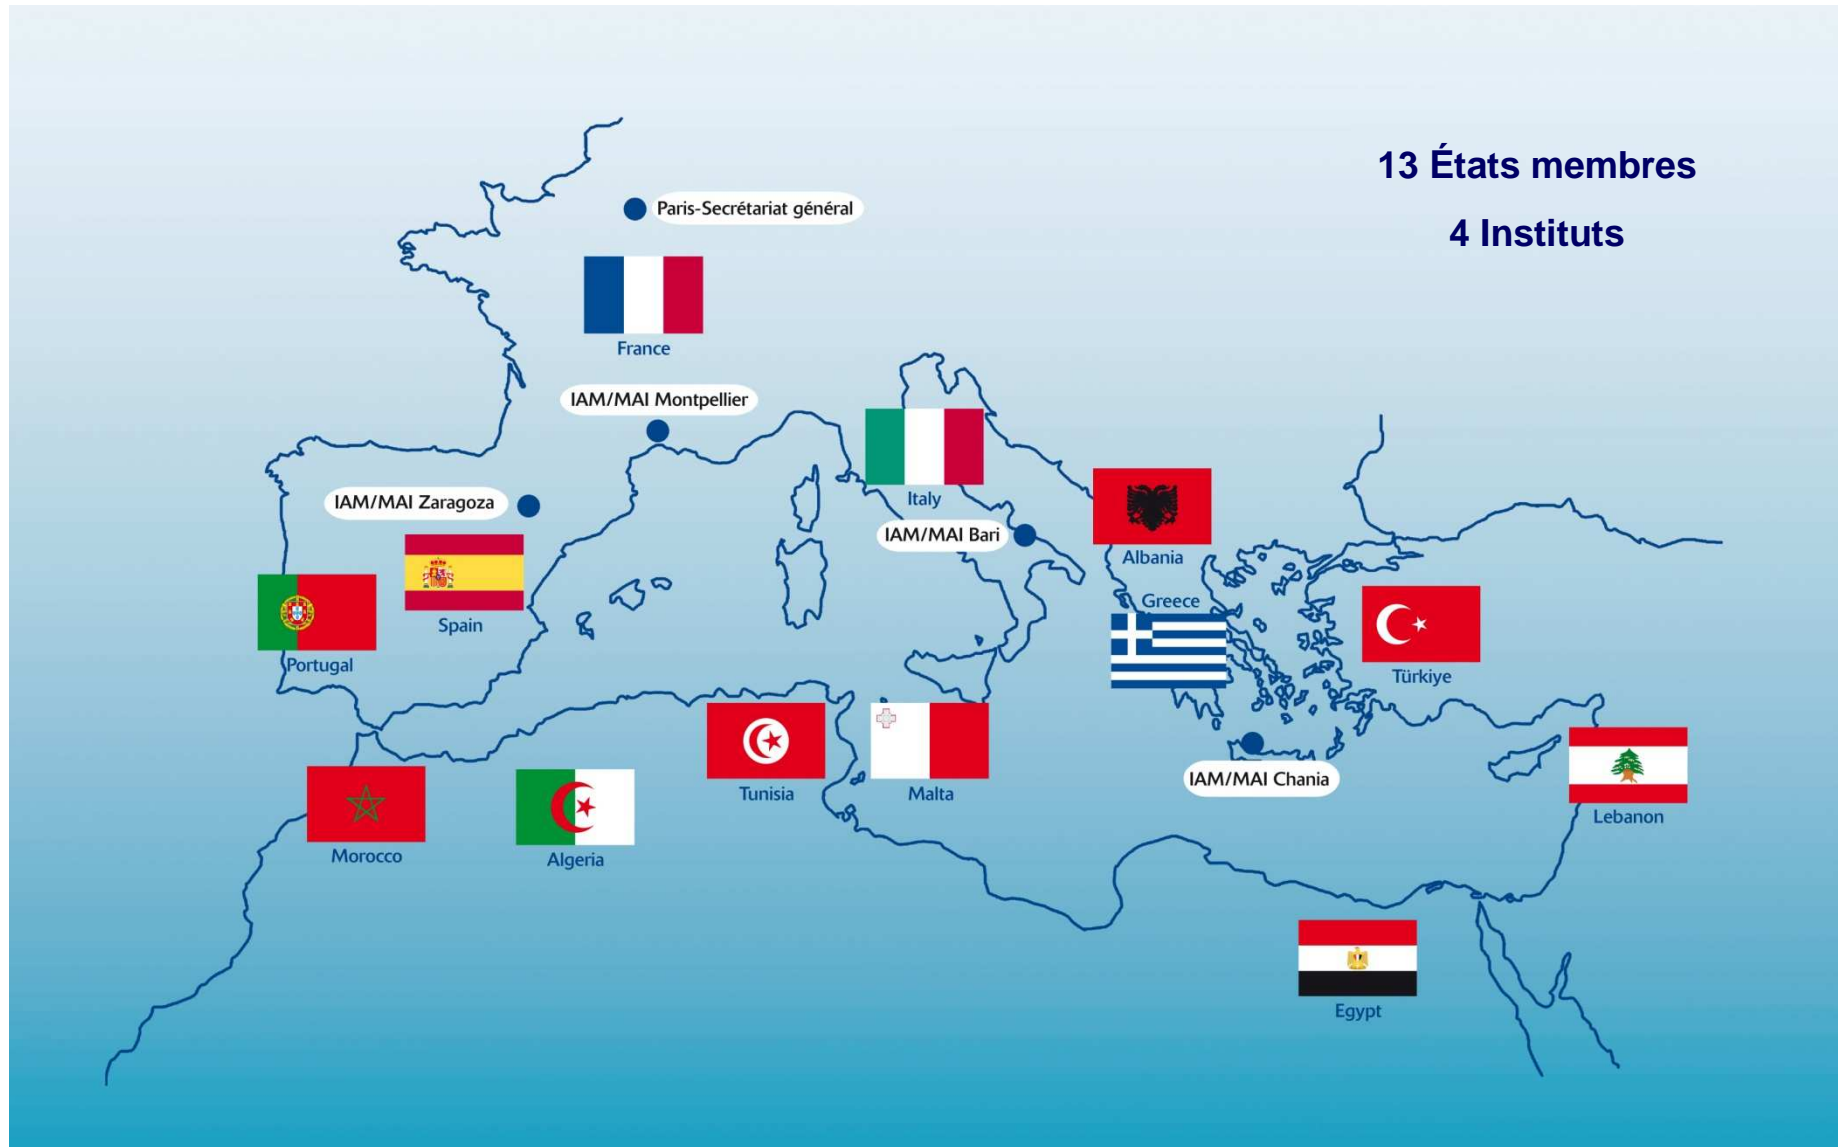 13 États membres
4 Instituts
Paris-Secrétariat général
France
IAM/MAI Montpellier
Italy
IAM/MAI Zaragoza
IAM/MAI Bari
Albania
Greece
Spain
Portugal
Türkiye
IAM/MAI Chania
Tunisia
Malta
Lebanon
Morocco
Algeria
Egypt